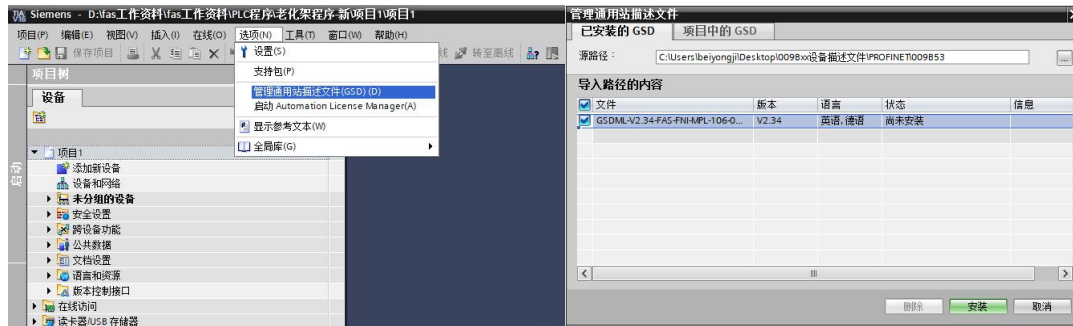 Siemens - D:\fas工作资料\fas工作资料\PLC程序\老化架程序-新\项目1\项目1
项目(P) 编辑(E) 视图(V) 插入(I) 在线(O) 选项(N) 工具(T) 窗口(W) 帮助(H)
保存项目
转至离线
设置(S)
支持包(P)
管理通用站描述文件(GSD) (D)
启动 Automation License Manager(A)
显示参考文本(W)
全局库(G)
项目树
设备
启动
项目1
添加新设备
设备和网络
未分组的设备
安全设置
跨设备功能
公共数据
文档设置
语言和资源
版本控制接口
在线访问
读卡器/USB 存储器
管理通用站描述文件
已安装的 GSD 项目中的 GSD
源路径: C:\Users\beiyongji\Desktop\009Bxx\设备描述文件\PROFINET\009B53
导入路径的内容
文件 版本 语言 状态 信息
GSDML-V2.34-FAS-FNI-MPL-106-0... V2.34 英语, 德语 尚未安装
删除 安装 取消